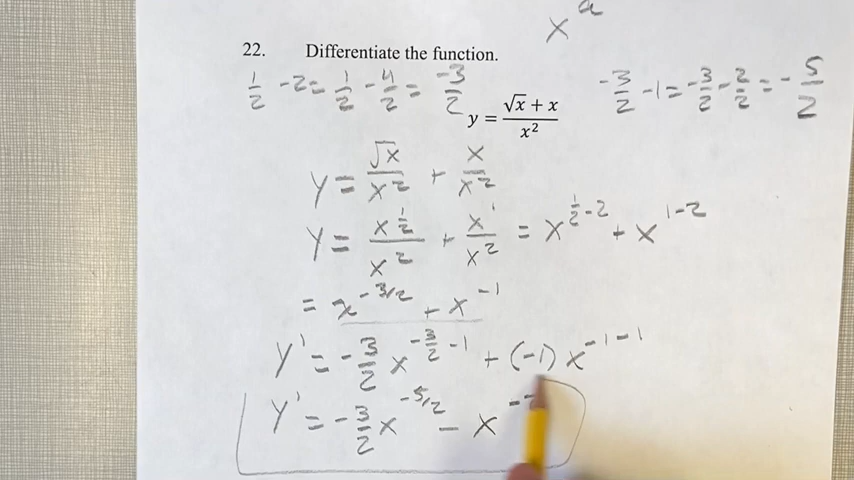 x^a
22. Differentiate the function.
1/2 - 2 = 1/2 - 4/2 = -3/2
-3/2 - 1 = -3/2 - 2/2 = -5/2
y = (√x + x)/x²
y = √x/x² + x/x²
y = x^(1/2)/x² + x^1/x² = x^(1/2 - 2) + x^(1-2)
= x^(-3/2) + x^(-1)
y' = -3/2 x^(-3/2 - 1) + (-1) x^(-1-1)
y' = -3/2 x^(-5/2) - x^-